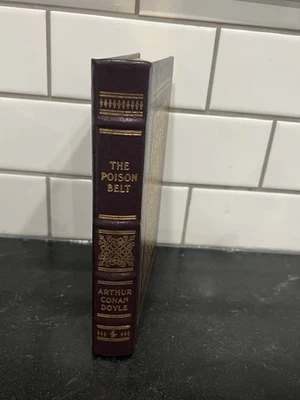 THE
POISON
BELT
ARTHUR
CONAN
DOYLE